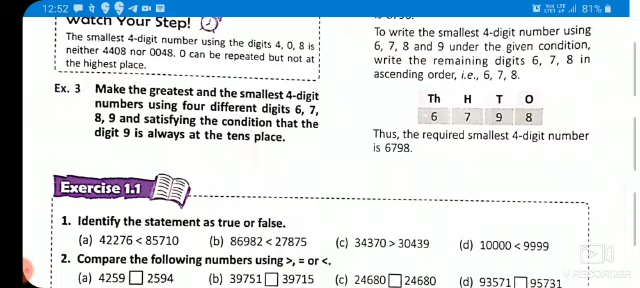 12:52
81%
Watch Your Step!
The smallest 4-digit number using the digits 4, 0, 8 is
neither 4408 nor 0048. 0 can be repeated but not at
the highest place.
Ex. 3 Make the greatest and the smallest 4-digit
numbers using four different digits 6, 7,
8, 9 and satisfying the condition that the
digit 9 is always at the tens place.
is 8796.
To write the smallest 4-digit number using
6, 7, 8 and 9 under the given condition,
write the remaining digits 6, 7, 8 in
ascending order, i.e., 6, 7, 8.
Th H T O
6 7 9 8
Thus, the required smallest 4-digit number
is 6798.
Exercise 1.1
1. Identify the statement as true or false.
(a) 42276 < 85710 (b) 86982 < 27875 (c) 34370 > 30439 (d) 10000 < 9999
2. Compare the following numbers using >, = or <.
(a) 4259 □ 2594 (b) 39751 □ 39715 (c) 24680 □ 24680 (d) 93571 □ 95731